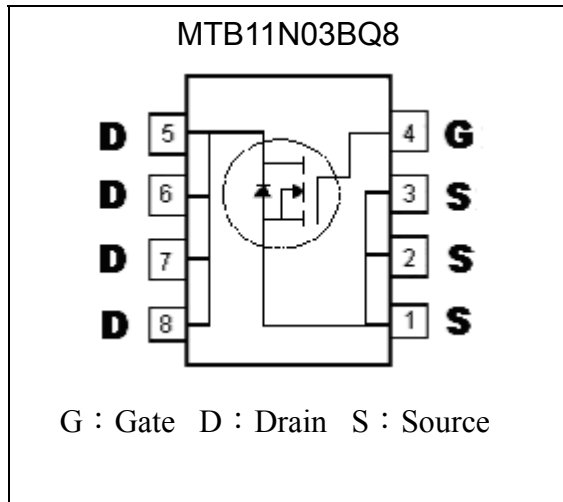 MTB11N03BQ8
D 5 4 G
D 6 3 S
D 7 2 S
D 8 1 S
G：Gate D：Drain S：Source